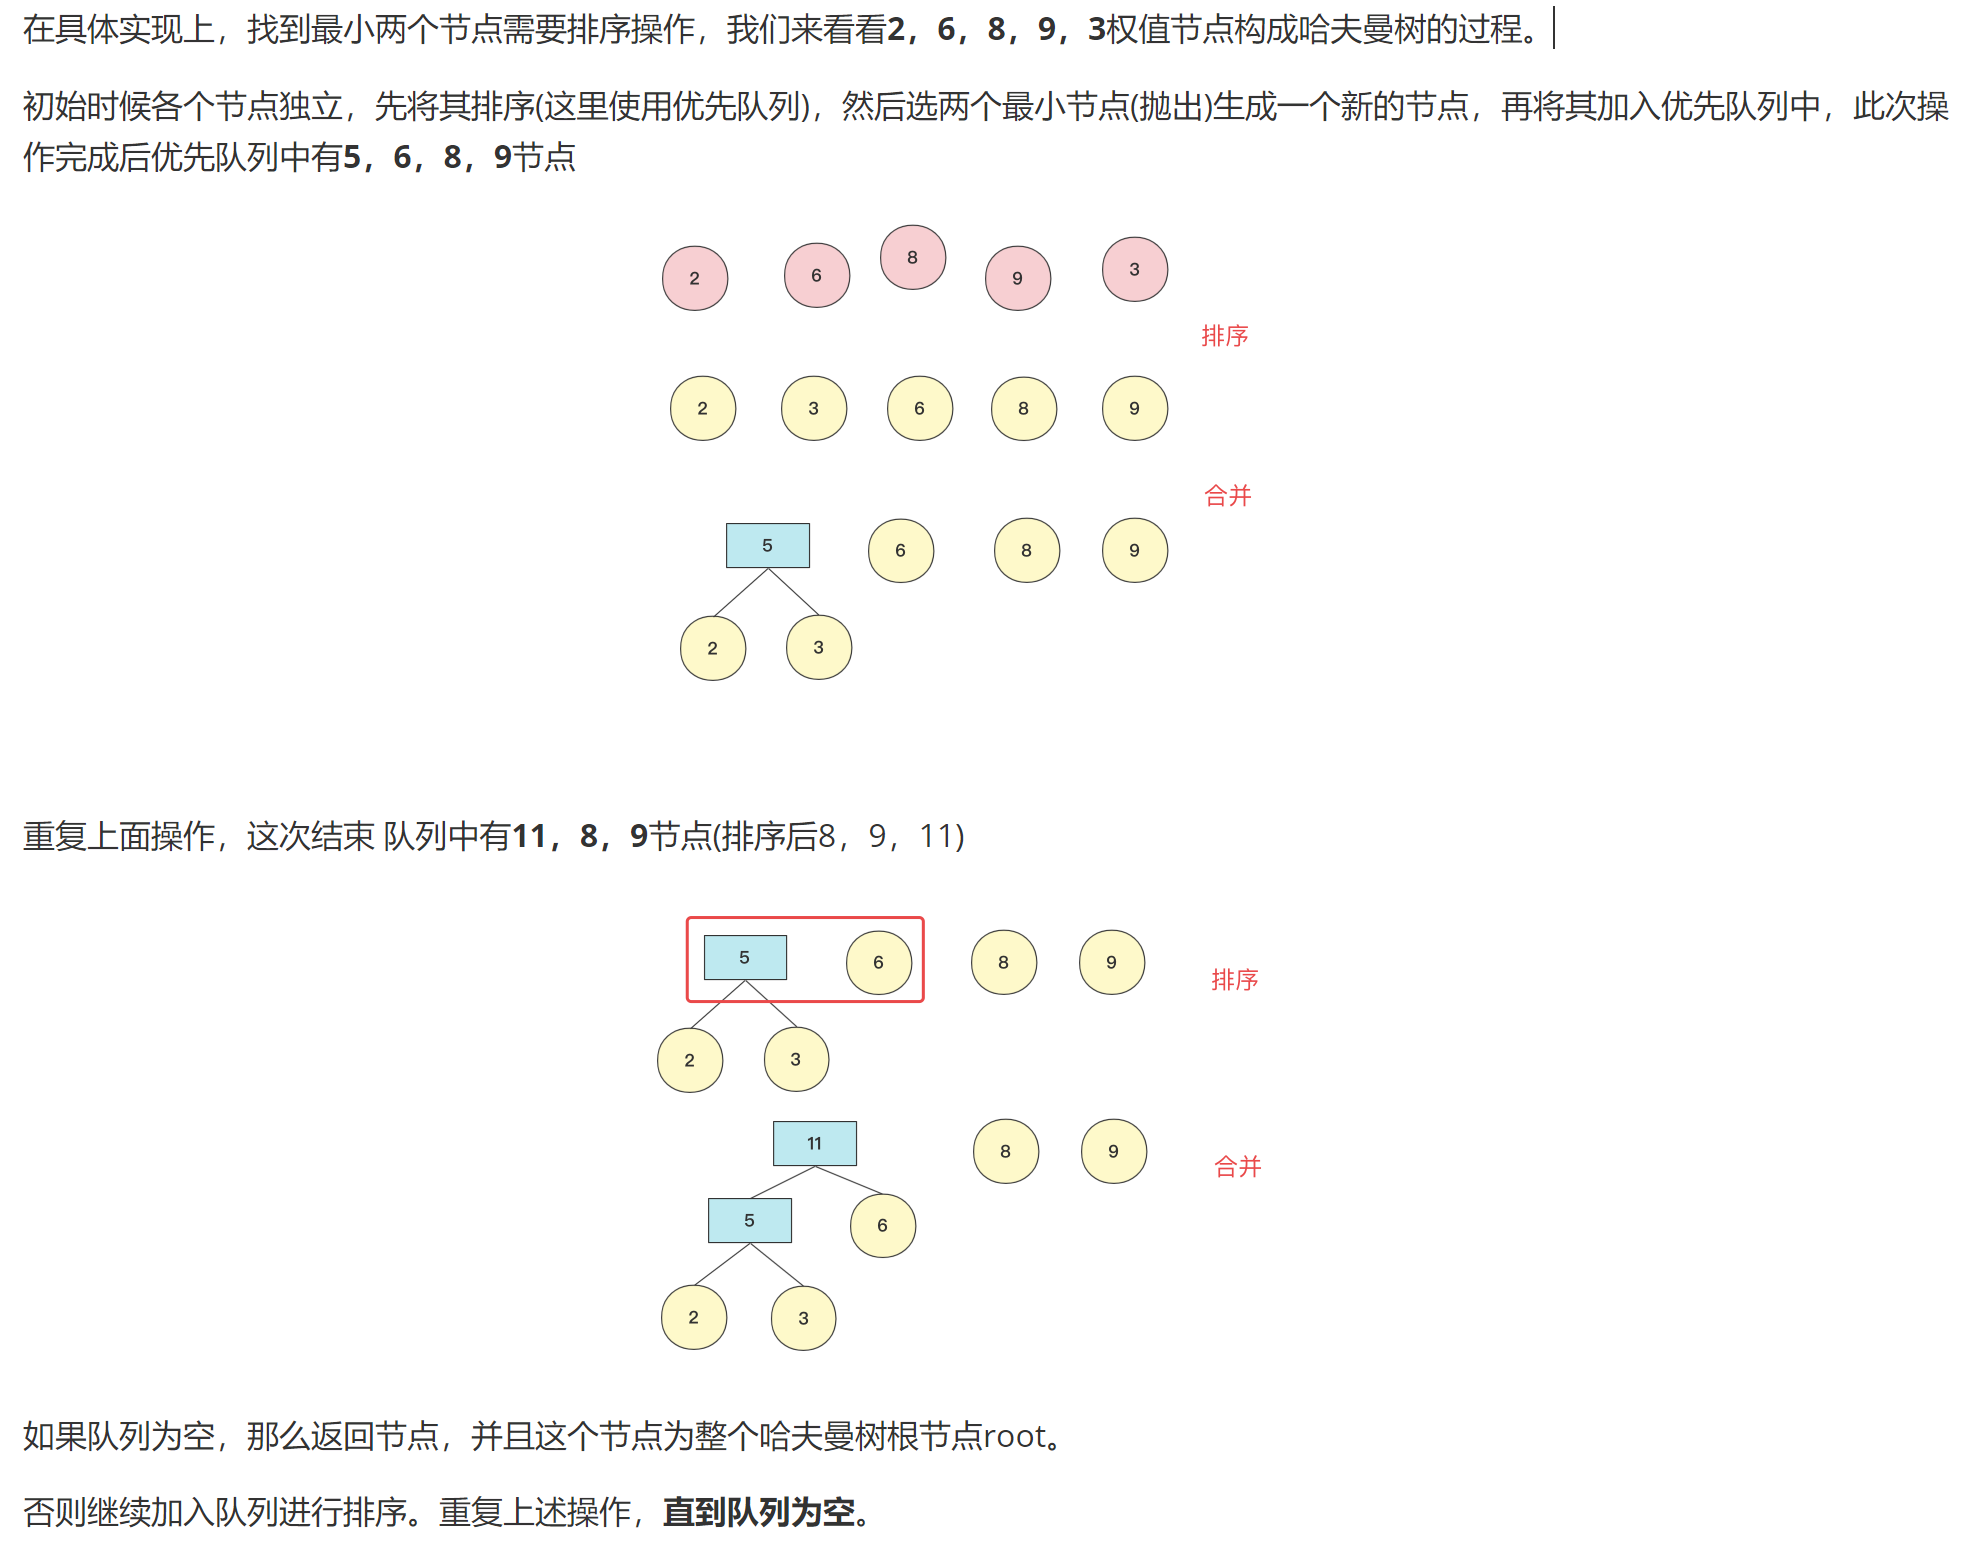 在具体实现上，找到最小两个节点需要排序操作，我们来看看2，6，8，9，3权值节点构成哈夫曼树的过程。
初始时候各个节点独立，先将其排序(这里使用优先队列)，然后选两个最小节点(抛出)生成一个新的节点，再将其加入优先队列中，此次操
作完成后优先队列中有5，6，8，9节点
2 6 8 9 3
排序
2 3 6 8 9
合并
5 6 8 9
2 3
重复上面操作，这次结束 队列中有11，8，9节点(排序后8，9，11)
5 6 8 9
排序
2 3
11 8 9
合并
5 6
2 3
如果队列为空，那么返回节点，并且这个节点为整个哈夫曼树根节点root。
否则继续加入队列进行排序。重复上述操作，直到队列为空。